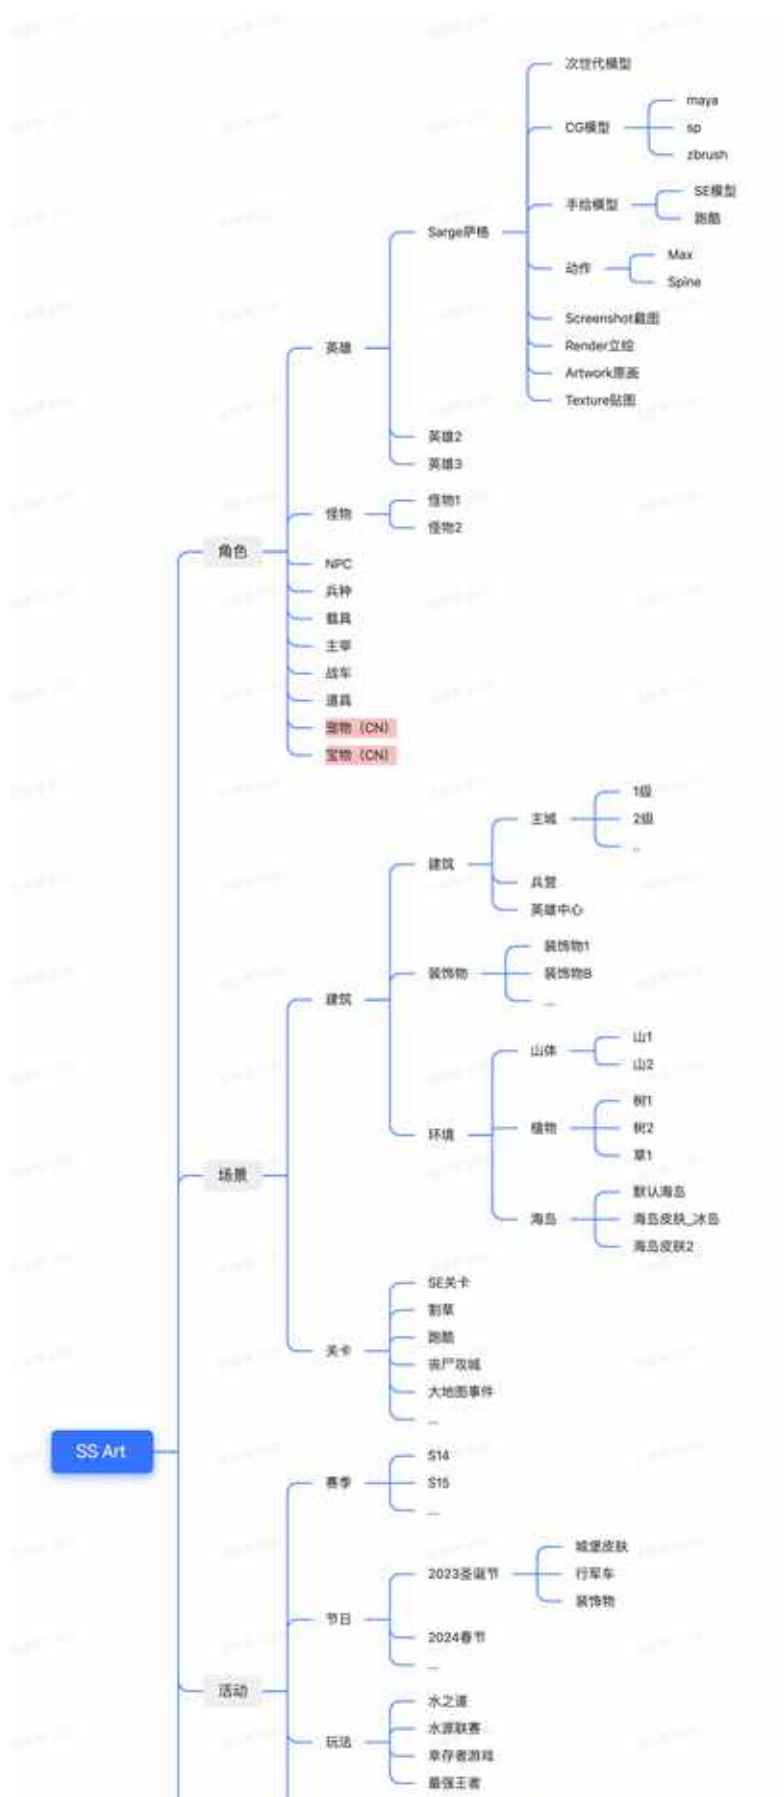 次世代模型
maya
CG模型
sp
zbrush
SE模型
手绘模型
跑酷
Sarge萨格
Max
动作
Spine
Screenshot截图
英雄
Render立绘
Artwork原画
Texture贴图
英雄2
英雄3
怪物1
怪物
怪物2
角色
NPC
兵种
载具
主宰
战车
道具
宠物（CN）
宝物（CN）
1级
主城
2级
...
建筑
兵营
英雄中心
装饰物1
装饰物
装饰物B
...
建筑
山1
山体
山2
树1
环境
植物
树2
草1
场景
默认海岛
海岛
海岛皮肤_冰岛
海岛皮肤2
SE关卡
割草
跑酷
关卡
丧尸攻城
大地图事件
...
SS Art
S14
赛季
S15
...
城堡皮肤
2023圣诞节
行军车
装饰物
节日
2024春节
...
活动
水之道
水源联赛
玩法
幸存者游戏
最强王者